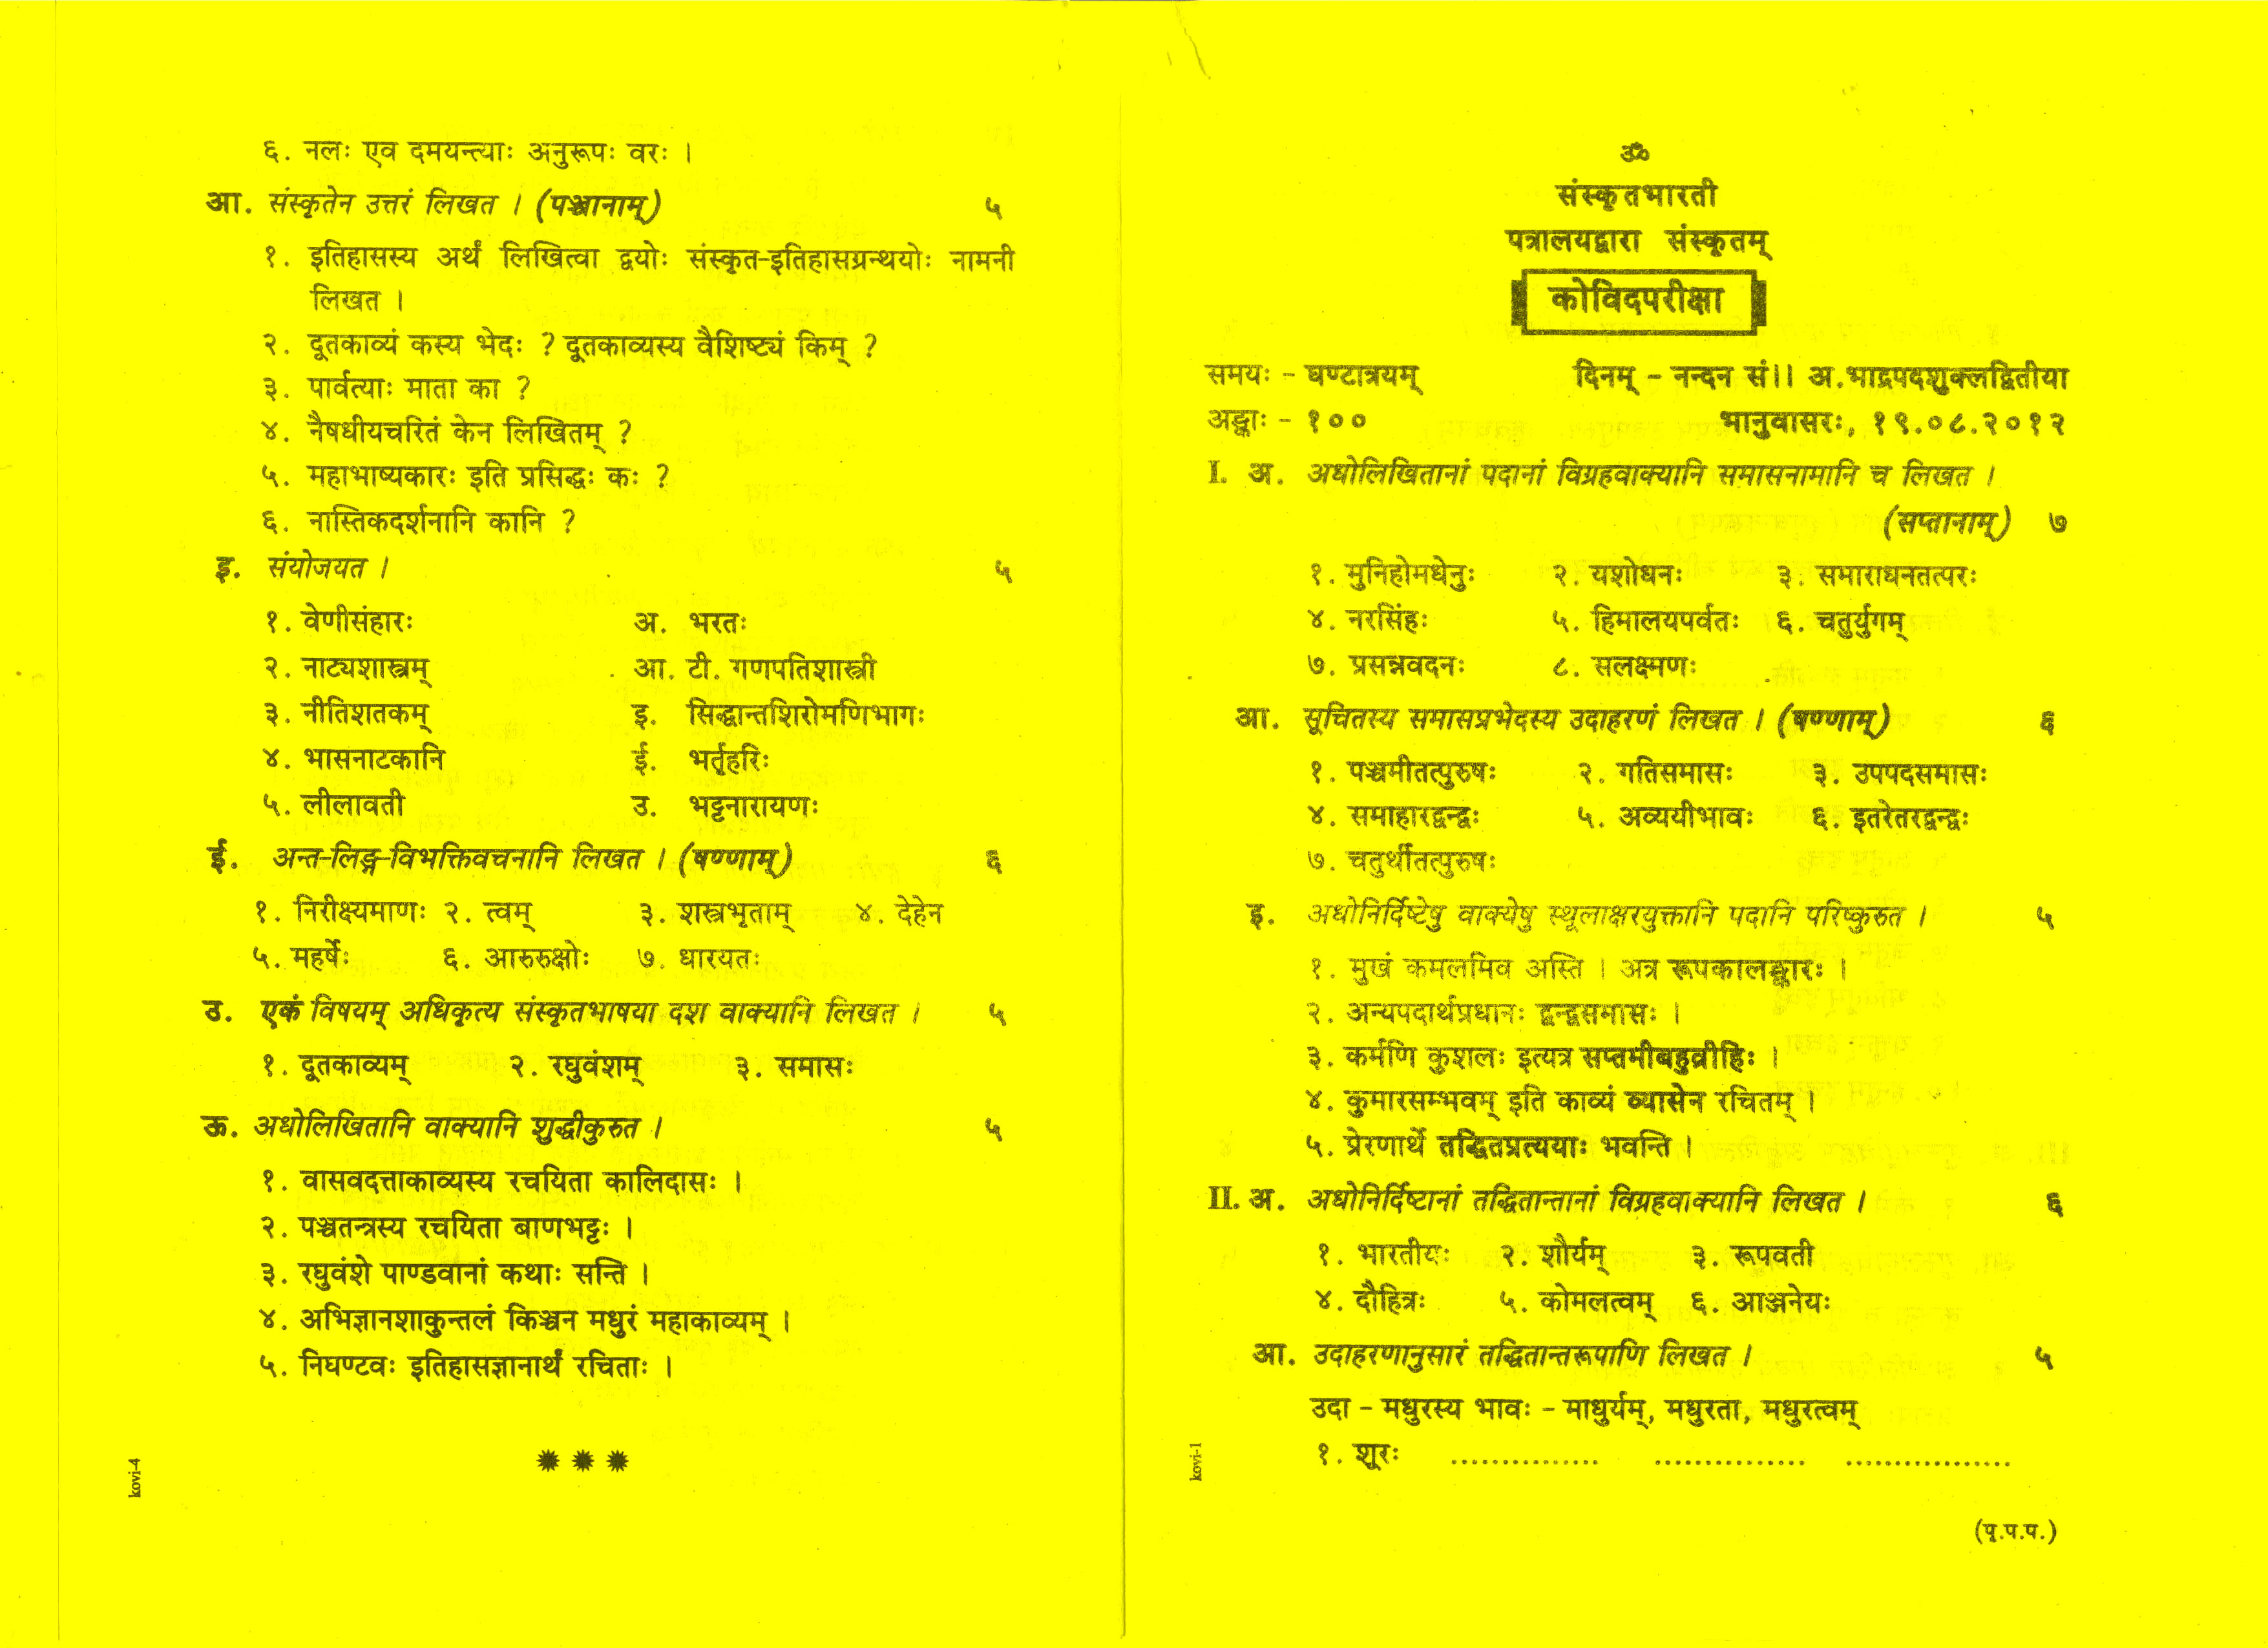 ६. नलः एव दमयन्त्याः अनुरूपः वरः ।
आ. संस्कृतेन उत्तरं लिखत । (पञ्चानाम्) ५
१. इतिहासस्य अर्थं लिखित्वा द्वयोः संस्कृत-इतिहासग्रन्थयोः नामनी
लिखत ।
२. दूतकाव्यं कस्य भेदः ? दूतकाव्यस्य वैशिष्ट्यं किम् ?
३. पार्वत्याः माता का ?
४. नैषधीयचरितं केन लिखितम् ?
५. महाभाष्यकारः इति प्रसिद्धः कः ?
६. नास्तिकदर्शनानि कानि ?
इ. संयोजयत । ५
१. वेणीसंहारः अ. भरतः
२. नाट्यशास्त्रम् आ. टी. गणपतिशास्त्री
३. नीतिशतकम् इ. सिद्धान्तशिरोमणिभागः
४. भासनाटकानि ई. भर्तृहरिः
५. लीलावती उ. भट्टनारायणः
ई. अन्त-लिङ्ग-विभक्तिवचनानि लिखत । (षण्णाम्) ६
१. निरीक्ष्यमाणः २. त्वम् ३. शस्त्रभृताम् ४. देहेन
५. महर्षेः ६. आरुरुक्षोः ७. धारयतः
उ. एकं विषयम् अधिकृत्य संस्कृतभाषया दश वाक्यानि लिखत । ५
१. दूतकाव्यम् २. रघुवंशम् ३. समासः
ऊ. अधोलिखितानि वाक्यानि शुद्धीकुरुत । ५
१. वासवदत्ताकाव्यस्य रचयिता कालिदासः ।
२. पञ्चतन्त्रस्य रचयिता बाणभट्टः ।
३. रघुवंशे पाण्डवानां कथाः सन्ति ।
४. अभिज्ञानशाकुन्तलं किञ्चन मधुरं महाकाव्यम् ।
५. निघण्टवः इतिहासज्ञानार्थं रचिताः ।
✹ ✹ ✹
kovi-4
ॐ
संस्कृतभारती
पत्रालयद्वारा संस्कृतम्
कोविदपरीक्षा
समयः - घण्टात्रयम् दिनम् - नन्दन सं।। अ.भाद्रपदशुक्लद्वितीया
अङ्काः - १०० भानुवासरः, १९.०८.२०१२
I. अ. अधोलिखितानां पदानां विग्रहवाक्यानि समासनामानि च लिखत ।
(सप्तानाम्) ७
१. मुनिहोमधेनुः २. यशोधनः ३. समाराधनतत्परः
४. नरसिंहः ५. हिमालयपर्वतः ६. चतुर्युगम्
७. प्रसन्नवदनः ८. सलक्ष्मणः
आ. सूचितस्य समासप्रभेदस्य उदाहरणं लिखत । (षण्णाम्) ६
१. पञ्चमीतत्पुरुषः २. गतिसमासः ३. उपपदसमासः
४. समाहारद्वन्द्वः ५. अव्ययीभावः ६. इतरेतरद्वन्द्वः
७. चतुर्थीतत्पुरुषः
इ. अधोनिर्दिष्टेषु वाक्येषु स्थूलाक्षरयुक्तानि पदानि परिष्कुरुत । ५
१. मुखं कमलमिव अस्ति । अत्र रूपकालङ्कारः ।
२. अन्यपदार्थप्रधानः द्वन्द्वसमासः ।
३. कर्मणि कुशलः इत्यत्र सप्तमीबहुव्रीहिः ।
४. कुमारसम्भवम् इति काव्यं व्यासेन रचितम् ।
५. प्रेरणार्थे तद्धितप्रत्ययाः भवन्ति ।
II. अ. अधोनिर्दिष्टानां तद्धितान्तानां विग्रहवाक्यानि लिखत । ६
१. भारतीयः २. शौर्यम् ३. रूपवती
४. दौहित्रः ५. कोमलत्वम् ६. आञ्जनेयः
आ. उदाहरणानुसारं तद्धितान्तरूपाणि लिखत । ५
उदा - मधुरस्य भावः - माधुर्यम्, मधुरता, मधुरत्वम्
१. शूरः ............... ............... .................
kovi-1
(पृ.प.प.)